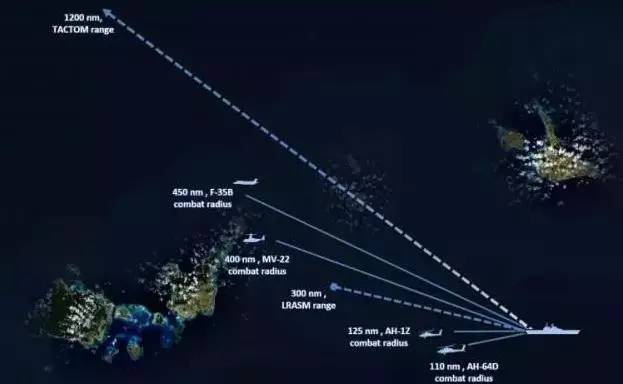 1200 nm,
TACTOM range
450 nm , F-35B
combat radius
400 nm , MV-22
combat radius
300 nm ,
LRASM range
125 nm , AH-1Z
combat radius
110 nm , AH-64D
combat radius